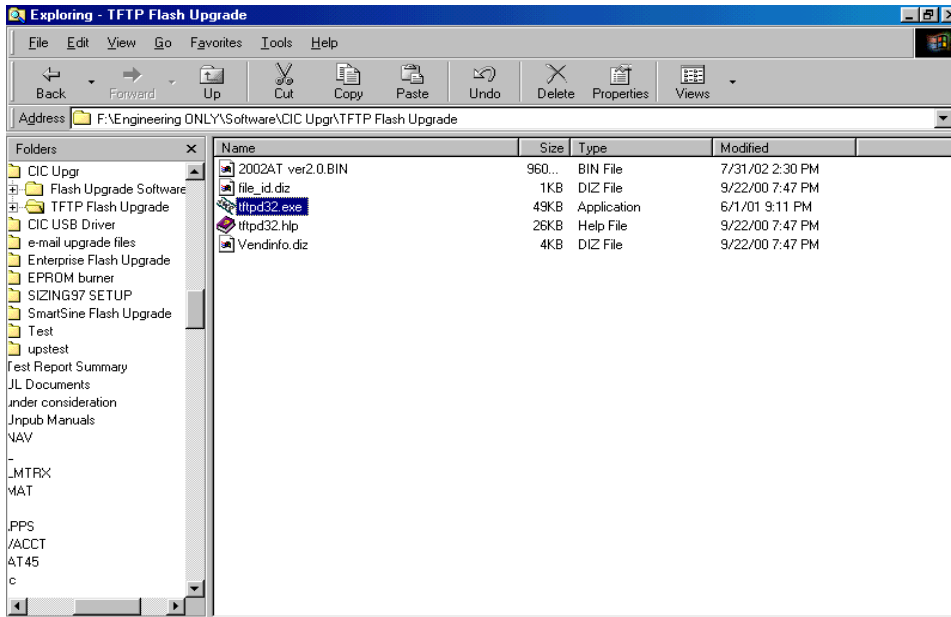 Exploring - TFTP Flash Upgrade
File Edit View Go Favorites Tools Help
Back Forward Up Cut Copy Paste Undo Delete Properties Views
Address F:\Engineering ONLY\Software\CIC Upgr\TFTP Flash Upgrade
Folders
Name Size Type Modified
2002AT ver2.0.BIN 960... BIN File 7/31/02 2:30 PM
file_id.diz 1KB DIZ File 9/22/00 7:47 PM
tftpd32.exe 49KB Application 6/1/01 9:11 PM
tftpd32.hlp 26KB Help File 9/22/00 7:47 PM
Vendinfo.diz 4KB DIZ File 9/22/00 7:47 PM
CIC Upgr
Flash Upgrade Software
TFTP Flash Upgrade
CIC USB Driver
e-mail upgrade files
Enterprise Flash Upgrade
EPROM burner
SIZING97 SETUP
SmartSine Flash Upgrade
Test
upstest
Test Report Summary
UL Documents
under consideration
Unpub Manuals
NAV
_MTRX
MAT
.PPS
/ACCT
AT45
c